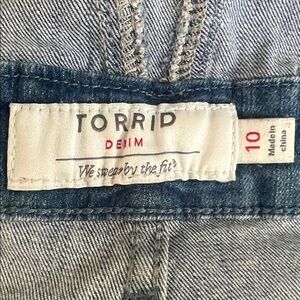 TORRID
DENIM
We swear by the fit®
10
Made in
china